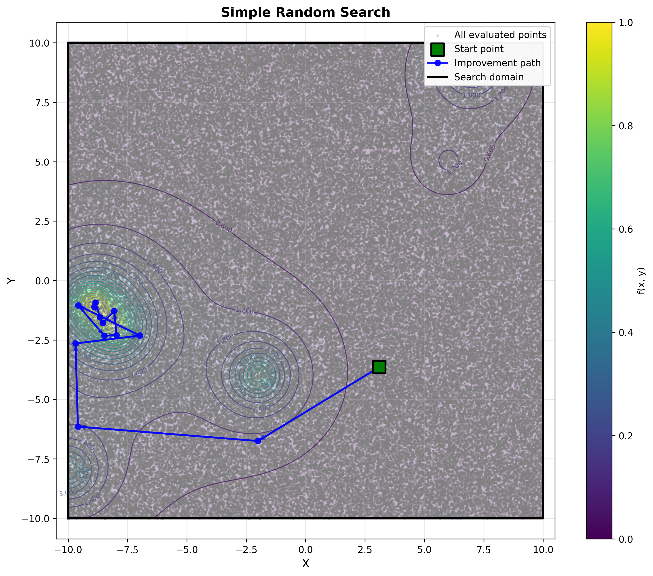 Simple Random Search
All evaluated points
Start point
Improvement path
Search domain
10.0
7.5
5.0
2.5
0.0
−2.5
−5.0
−7.5
−10.0
Y
−10.0 −7.5 −5.0 −2.5 0.0 2.5 5.0 7.5 10.0
X
1.0
0.8
0.6
0.4
0.2
0.0
f(x, y)